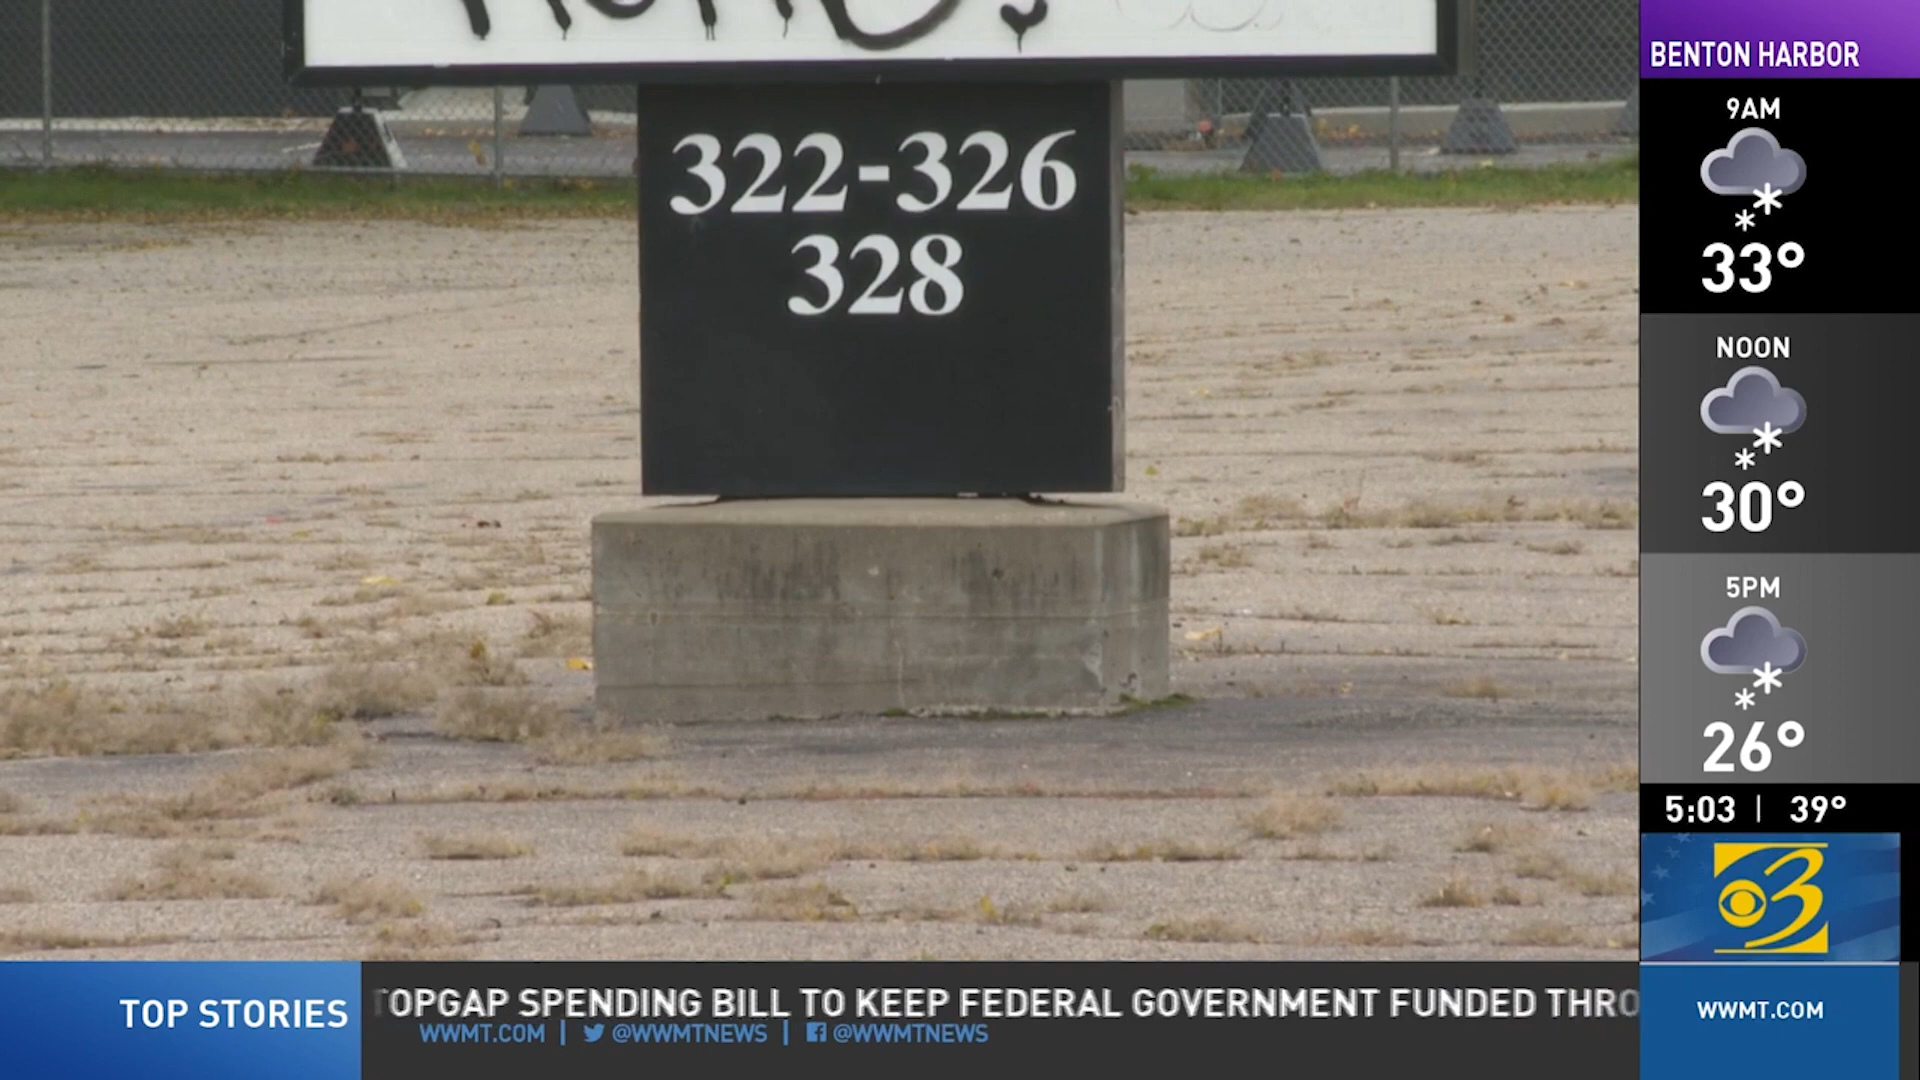 322-326
328
BENTON HARBOR
9AM
33°
NOON
30°
5PM
26°
5:03 | 39°
3
TOP STORIES
TOPGAP SPENDING BILL TO KEEP FEDERAL GOVERNMENT FUNDED THRO
WWMT.COM | @WWMTNEWS | @WWMTNEWS
WWMT.COM